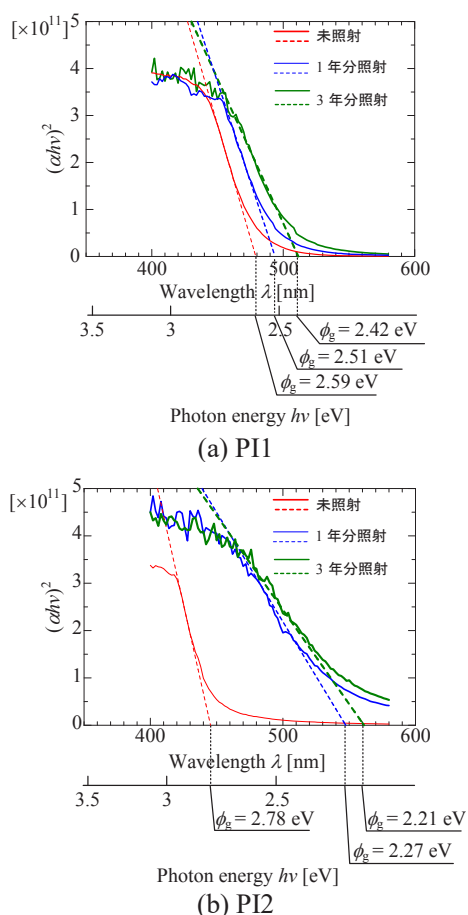 [×10¹¹]
5
4
3
2
1
0
(αhν)²
未照射
1 年分照射
3 年分照射
400 500 600
Wavelength λ [nm]
3.5 3 2.5
ϕg = 2.42 eV
ϕg = 2.51 eV
ϕg = 2.59 eV
Photon energy hν [eV]
(a) PI1
[×10¹¹]
5
4
3
2
1
0
(αhν)²
未照射
1 年分照射
3 年分照射
400 500 600
Wavelength λ [nm]
3.5 3 2.5
ϕg = 2.78 eV ϕg = 2.21 eV
ϕg = 2.27 eV
Photon energy hν [eV]
(b) PI2